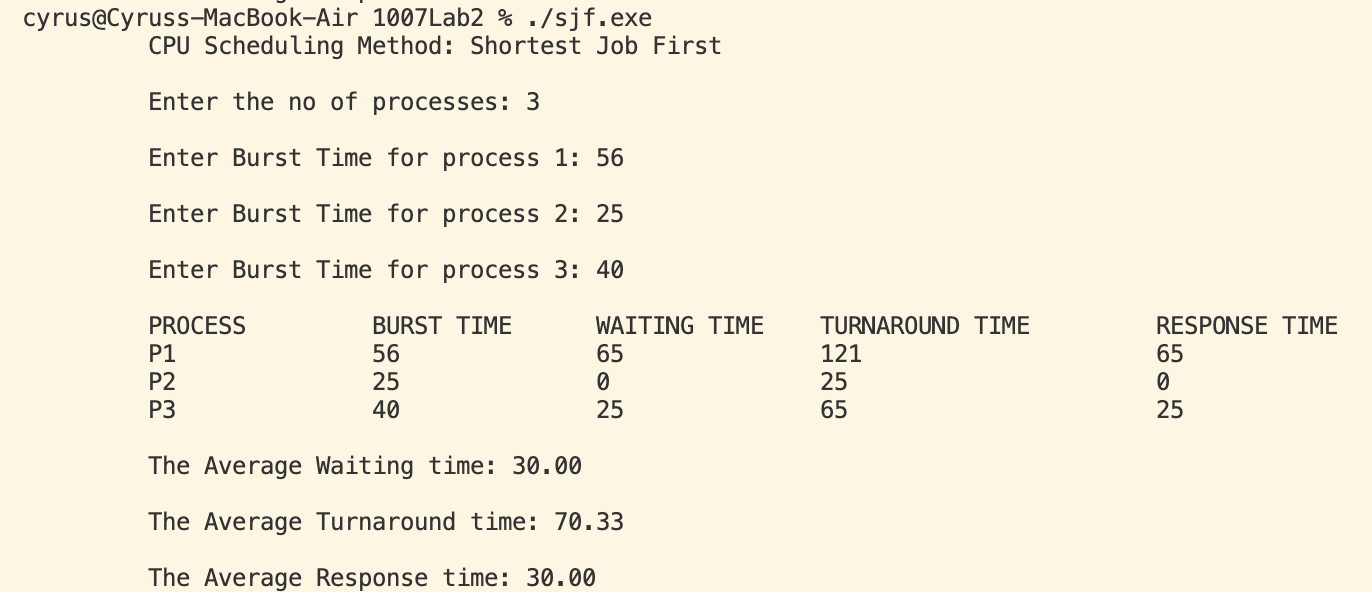 cyrus@Cyruss-MacBook-Air 1007Lab2 % ./sjf.exe
CPU Scheduling Method: Shortest Job First
Enter the no of processes: 3
Enter Burst Time for process 1: 56
Enter Burst Time for process 2: 25
Enter Burst Time for process 3: 40
PROCESS BURST TIME WAITING TIME TURNAROUND TIME RESPONSE TIME
P1 56 65 121 65
P2 25 0 25 0
P3 40 25 65 25
The Average Waiting time: 30.00
The Average Turnaround time: 70.33
The Average Response time: 30.00